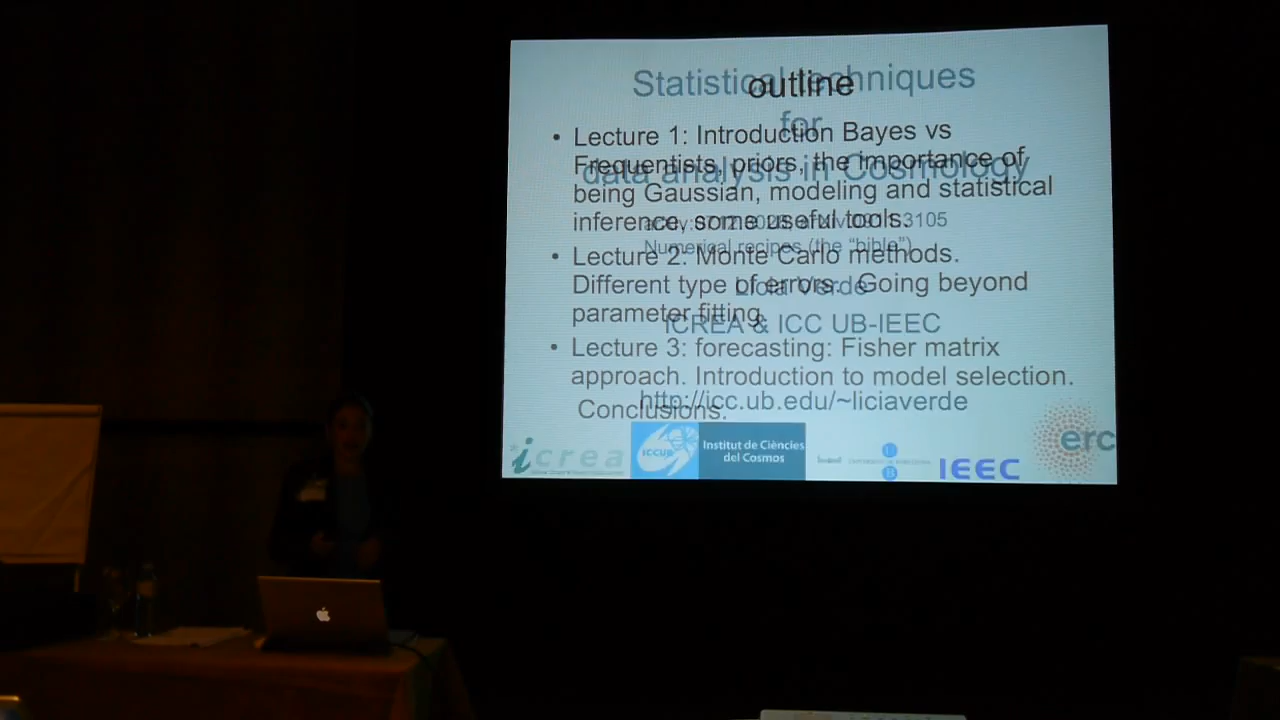 Statistical techniques
outline
for
data analysis in Cosmology
• Lecture 1: Introduction Bayes vs
Frequentists, priors, the importance of
being Gaussian, modeling and statistical
inference, some useful tools.
3105
Numerical recipes (the “bible”)
• Lecture 2: Monte Carlo methods.
Different type of errors. Going beyond
parameter fitting.
Licia Verde
ICREA & ICC UB-IEEC
• Lecture 3: forecasting: Fisher matrix
approach. Introduction to model selection.
Conclusions.
http://icc.ub.edu/~liciaverde
icrea
ICCUB
Institut de Ciències
del Cosmos
IEEC
erc